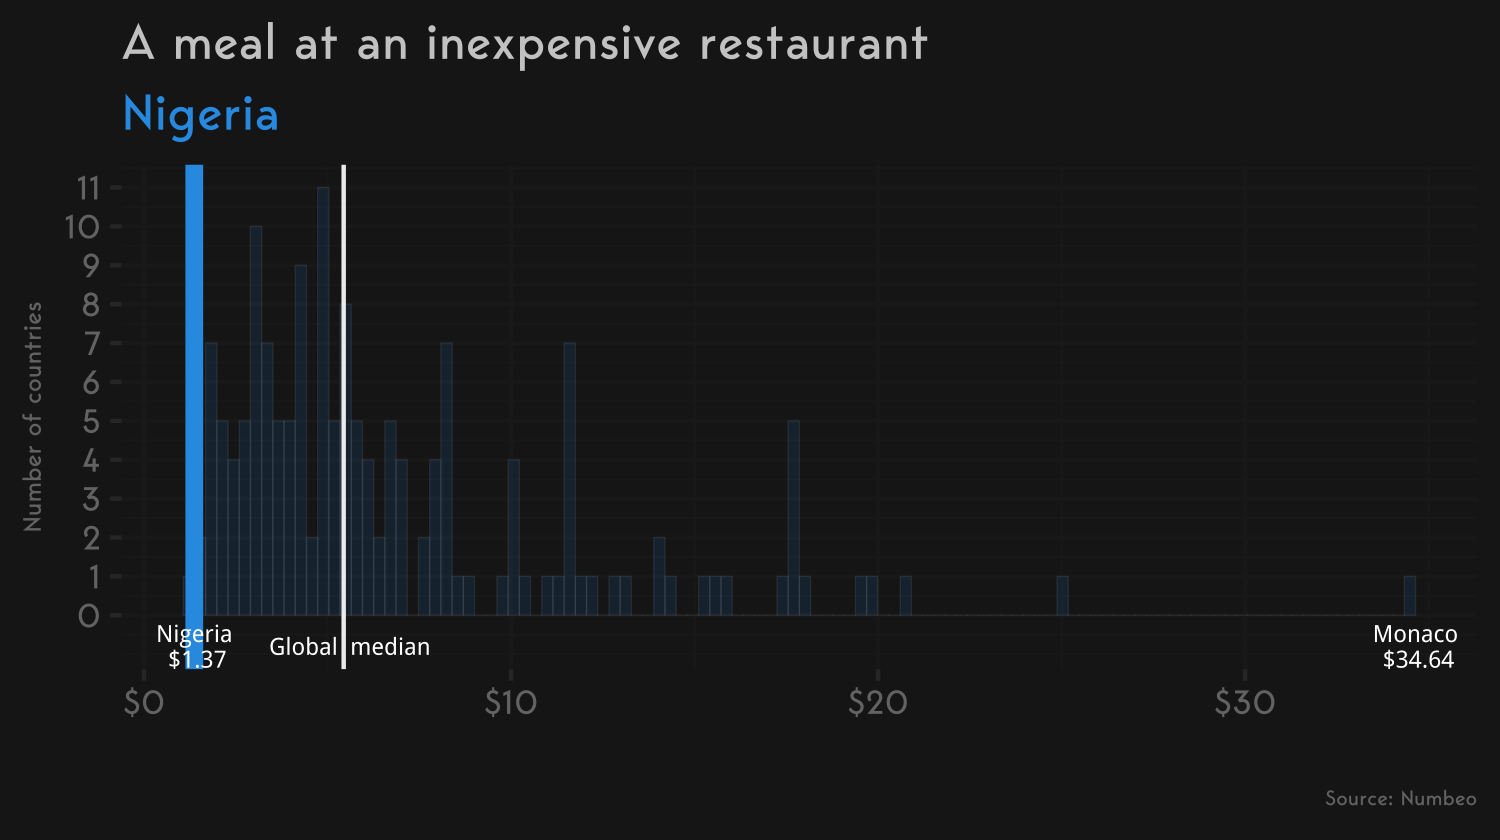 A meal at an inexpensive restaurant
Nigeria
Number of countries
11
10
9
8
7
6
5
4
3
2
1
0
Nigeria
$1.37
Global median
Monaco
$34.64
$0 $10 $20 $30
Source: Numbeo